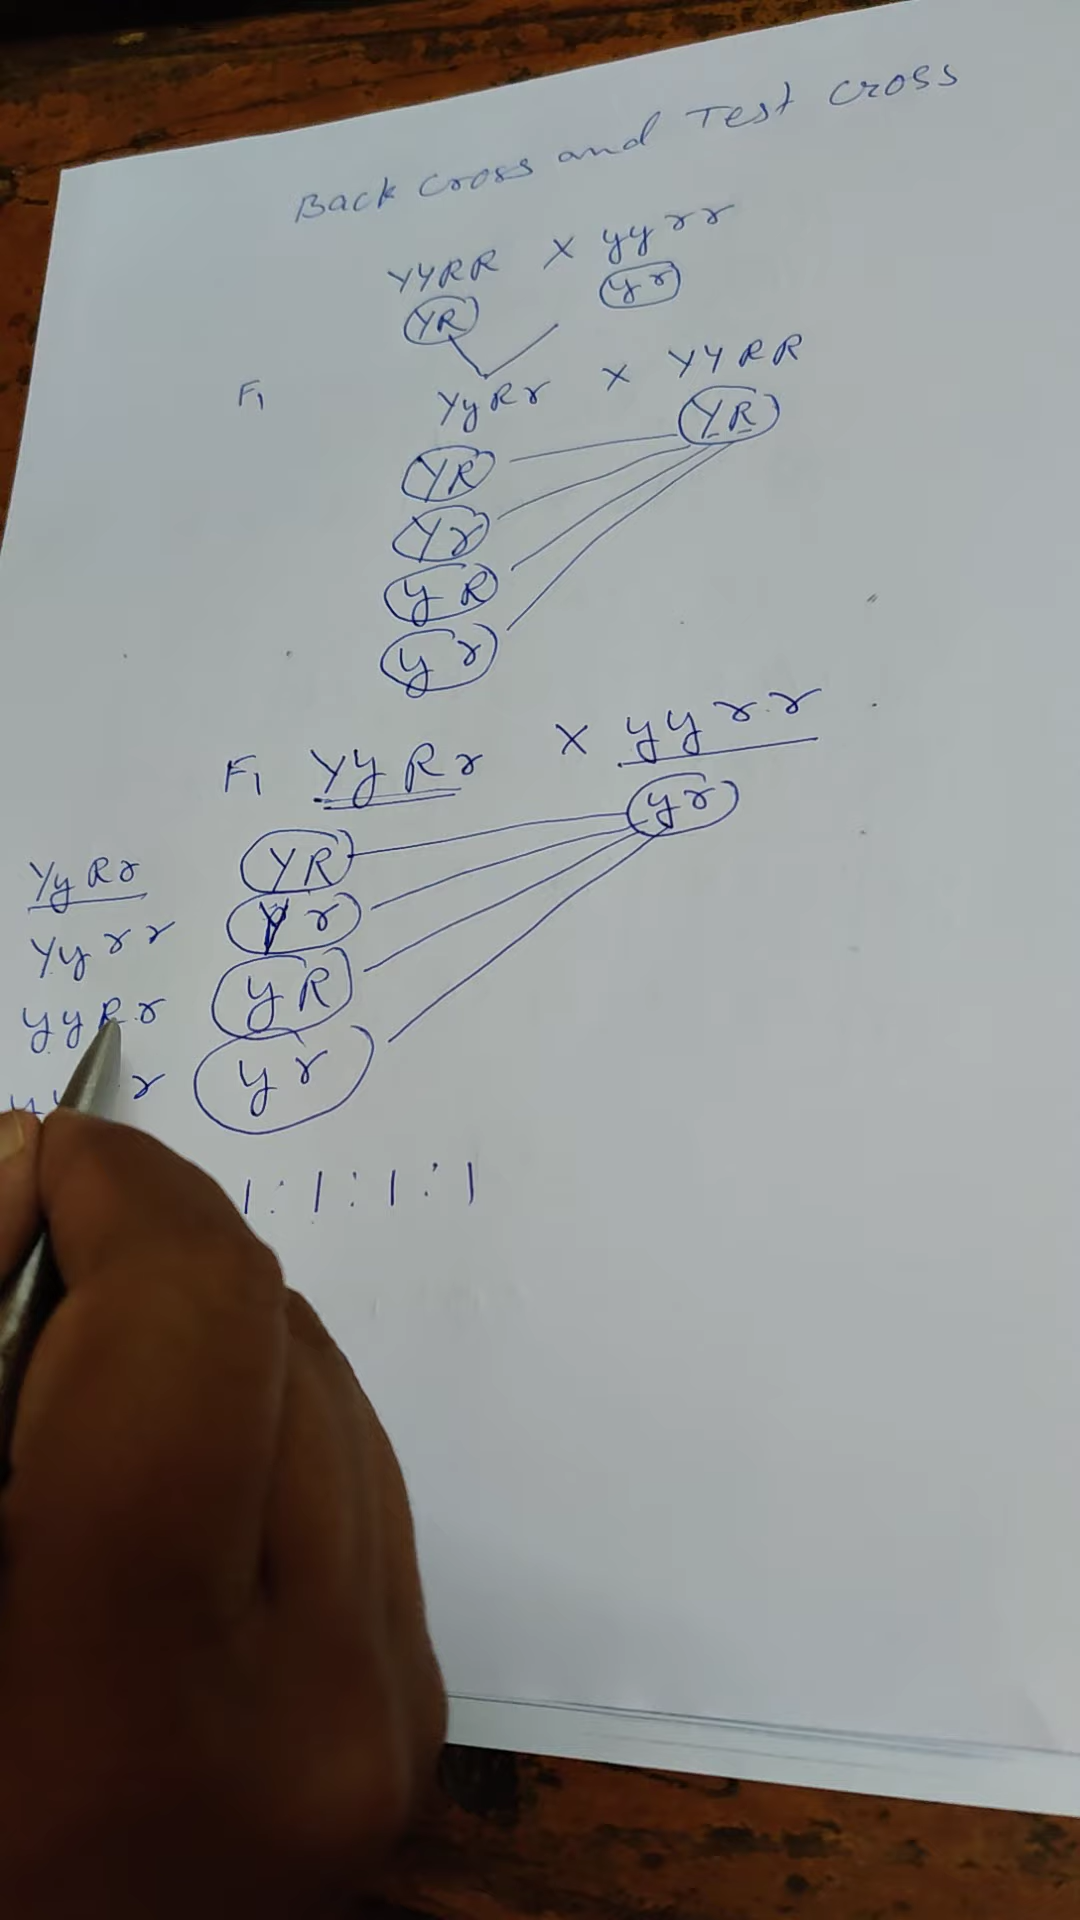 Back cross and Test cross
YYRR X yyrr
YR yr
F1 YyRr X YYRR
YR
YR
Yr
yR
yr
F1 YyRr X yyrr
yr
YyRr YR
Yyrr Yr
yyRr yR
yr
1:1:1:1